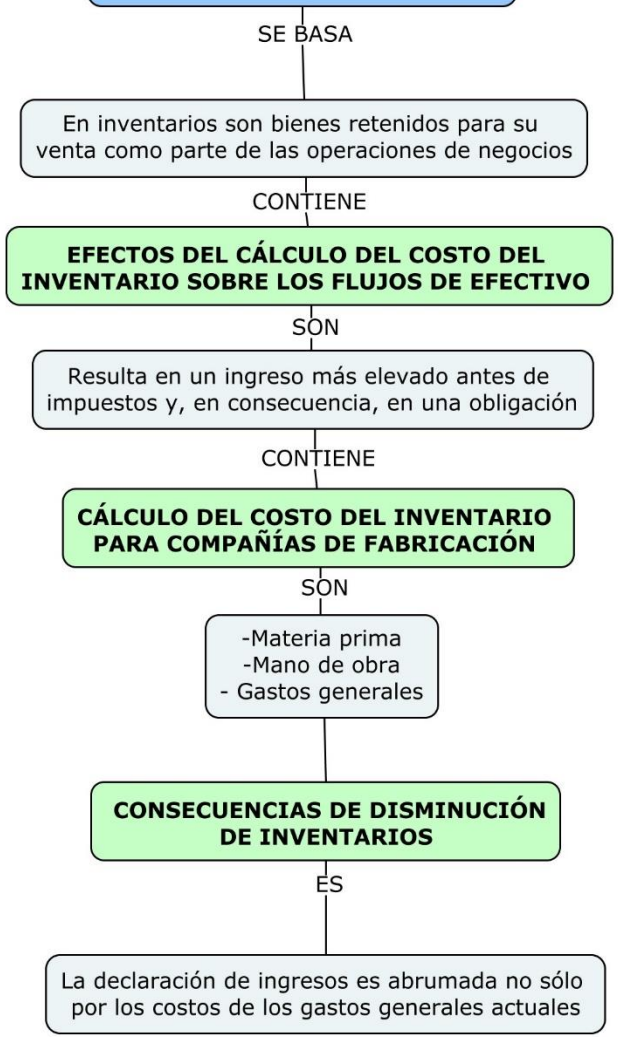 SE BASA
En inventarios son bienes retenidos para su
venta como parte de las operaciones de negocios
CONTIENE
EFECTOS DEL CÁLCULO DEL COSTO DEL
INVENTARIO SOBRE LOS FLUJOS DE EFECTIVO
SON
Resulta en un ingreso más elevado antes de
impuestos y, en consecuencia, en una obligación
CONTIENE
CÁLCULO DEL COSTO DEL INVENTARIO
PARA COMPAÑÍAS DE FABRICACIÓN
SON
-Materia prima
-Mano de obra
- Gastos generales
CONSECUENCIAS DE DISMINUCIÓN
DE INVENTARIOS
ES
La declaración de ingresos es abrumada no sólo
por los costos de los gastos generales actuales